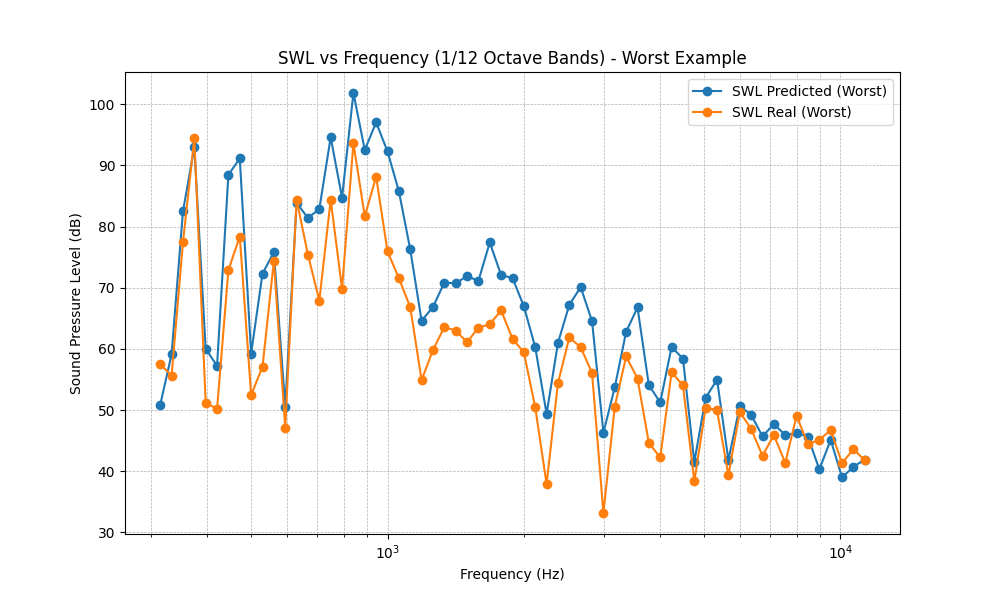 SWL vs Frequency (1/12 Octave Bands) - Worst Example
SWL Predicted (Worst)
SWL Real (Worst)
Sound Pressure Level (dB)
100
90
80
70
60
50
40
30
10³
10⁴
Frequency (Hz)